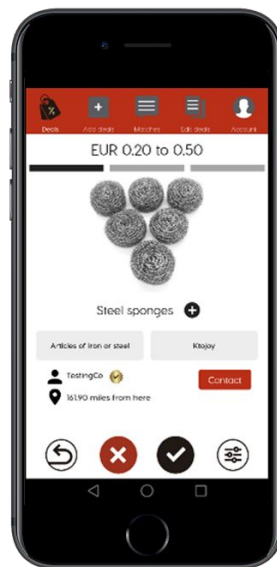 Deals Add deals Matches Edit deals Account
EUR 0.20 to 0.50
Steel sponges
Articles of iron or steel Ktojoy
TestingCo
Contact
161.90 miles from here